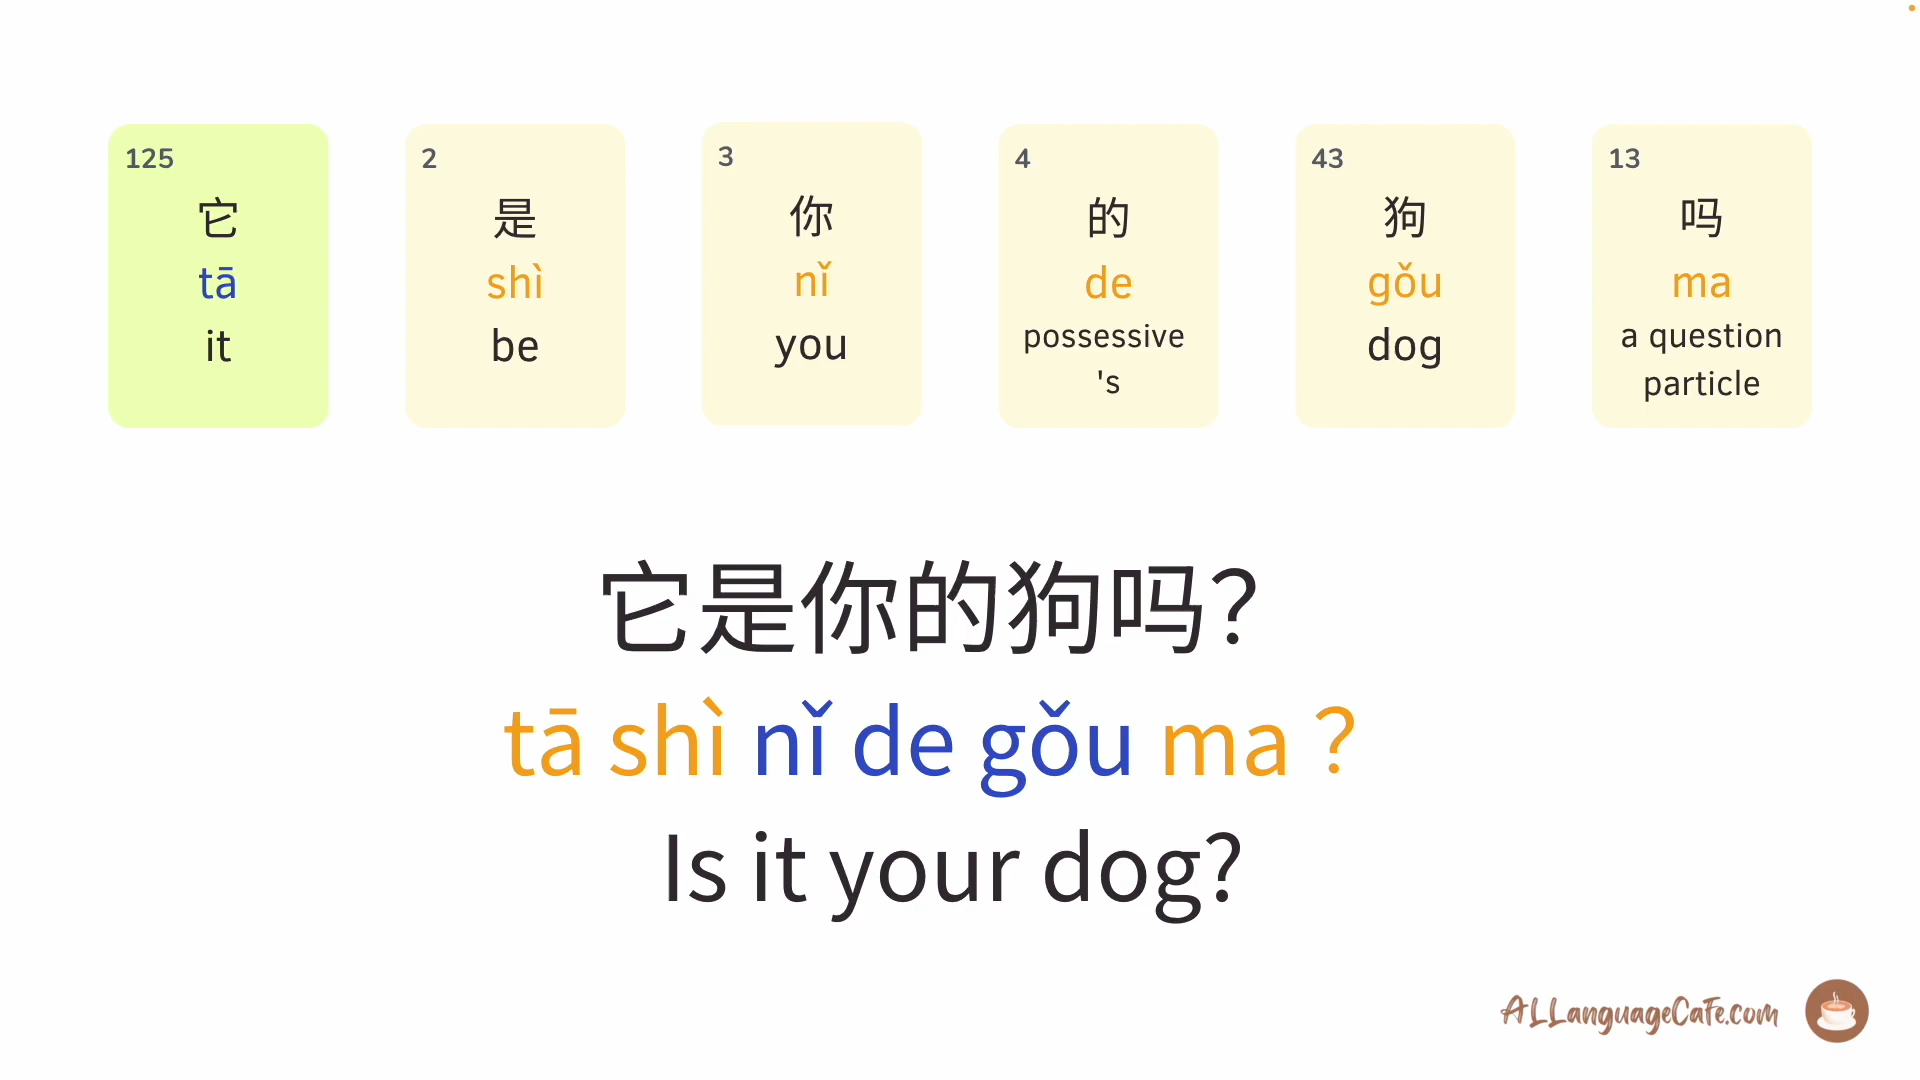 125
它
tā
it
2
是
shì
be
3
你
nǐ
you
4
的
de
possessive
's
43
狗
gǒu
dog
13
吗
ma
a question
particle
它是你的狗吗?
tā shì nǐ de gǒu ma ?
Is it your dog?
ALLanguageCafe.com